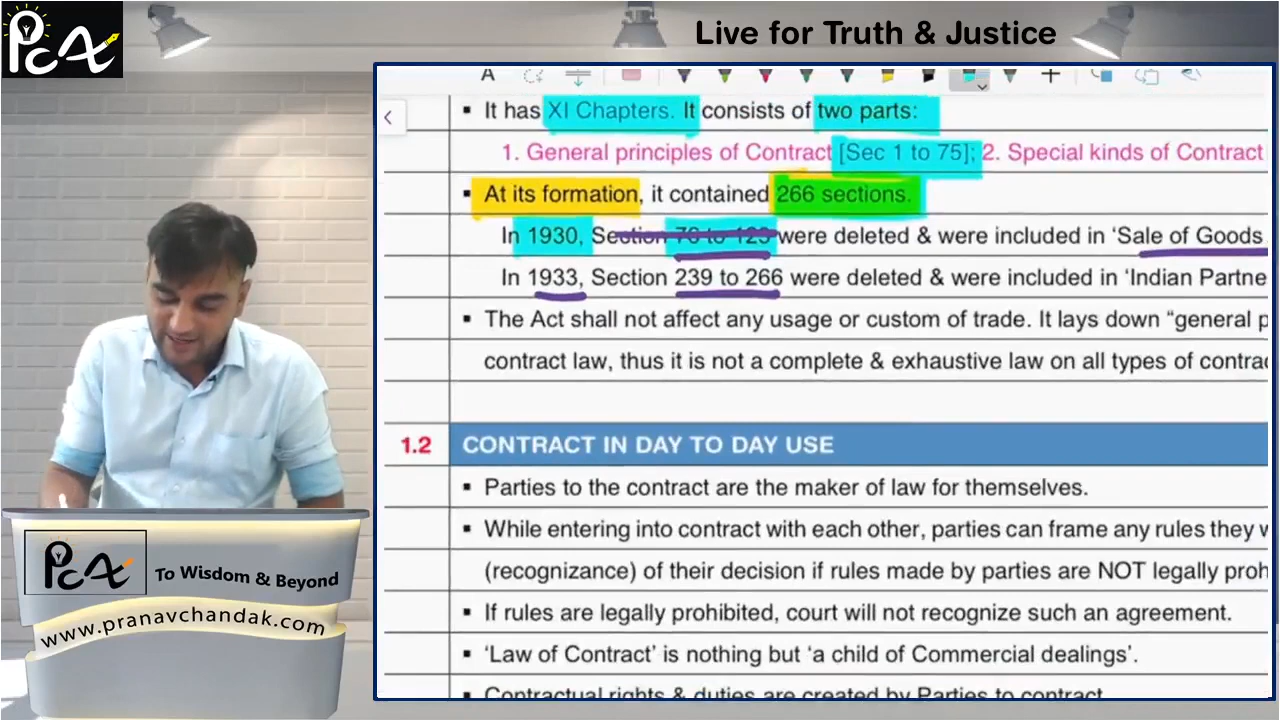 PCA
Live for Truth & Justice
A
▪ It has XI Chapters. It consists of two parts:
1. General principles of Contract [Sec 1 to 75]; 2. Special kinds of Contract
▪ At its formation, it contained 266 sections.
In 1930, Section 76 to 123 were deleted & were included in ‘Sale of Goods
In 1933, Section 239 to 266 were deleted & were included in ‘Indian Partne
▪ The Act shall not affect any usage or custom of trade. It lays down “general p
contract law, thus it is not a complete & exhaustive law on all types of contrac
1.2 CONTRACT IN DAY TO DAY USE
▪ Parties to the contract are the maker of law for themselves.
▪ While entering into contract with each other, parties can frame any rules they w
(recognizance) of their decision if rules made by parties are NOT legally proh
▪ If rules are legally prohibited, court will not recognize such an agreement.
▪ ‘Law of Contract’ is nothing but ‘a child of Commercial dealings’.
▪ Contractual rights & duties are created by Parties to contract
PCA To Wisdom & Beyond
www.pranavchandak.com